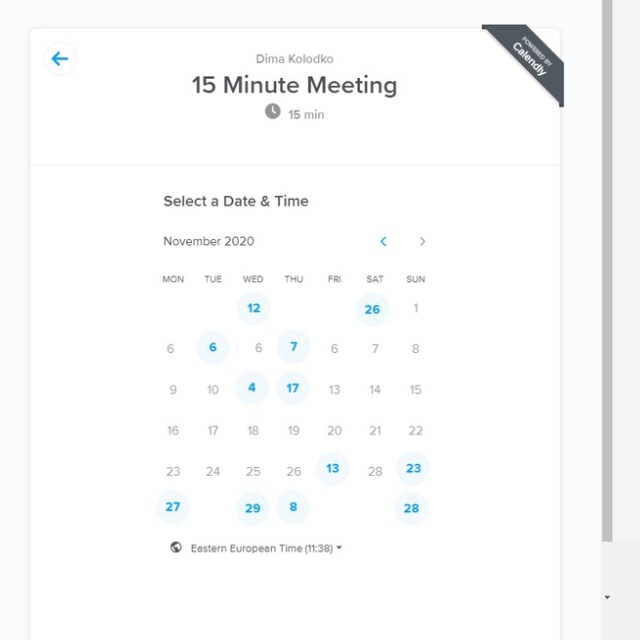 POWERED BY
Calendly
Dima Kolodko
15 Minute Meeting
15 min
Select a Date & Time
November 2020
MON TUE WED THU FRI SAT SUN
12 26 1
6 6 6 7 6 7 8
9 10 4 17 13 14 15
16 17 18 19 20 21 22
23 24 25 26 13 28 23
27 29 8 28
Eastern European Time (11:38)